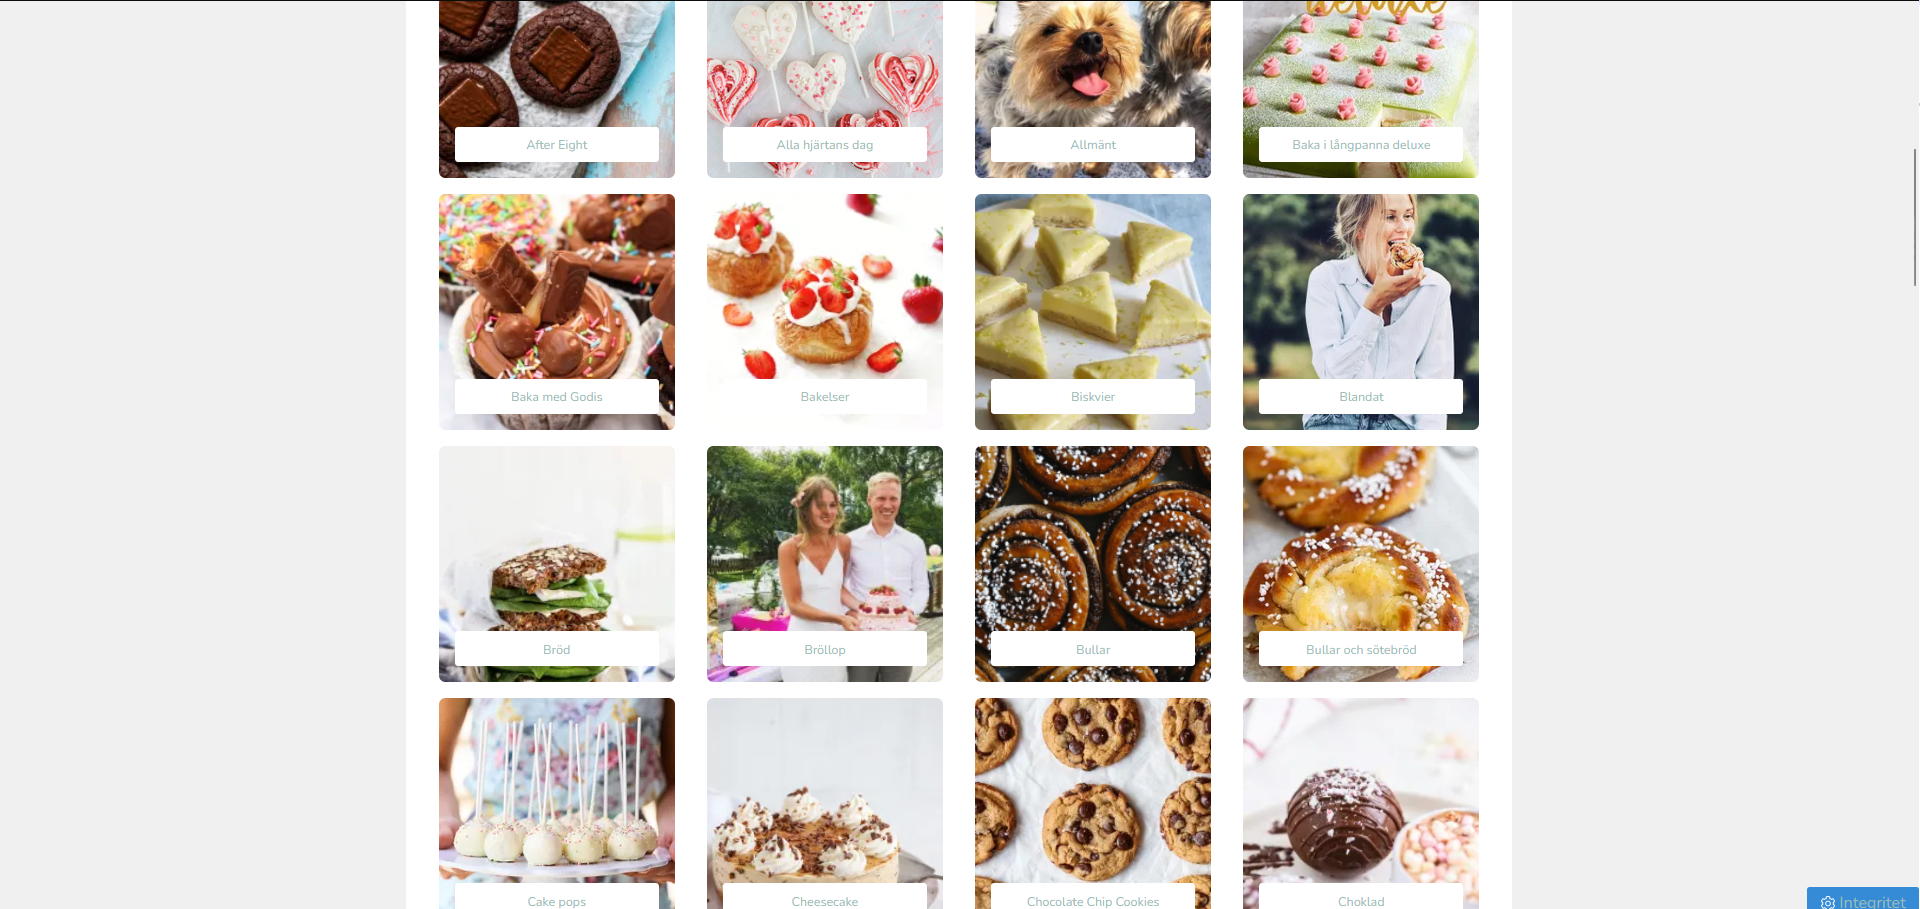 deluxe
After Eight
Alla hjärtans dag
Allmänt
Baka i långpanna deluxe
Baka med Godis
Bakelser
Biskvier
Blandat
Bröd
Bröllop
Bullar
Bullar och sötebröd
Cake pops
Cheesecake
Chocolate Chip Cookies
Choklad
Integritet